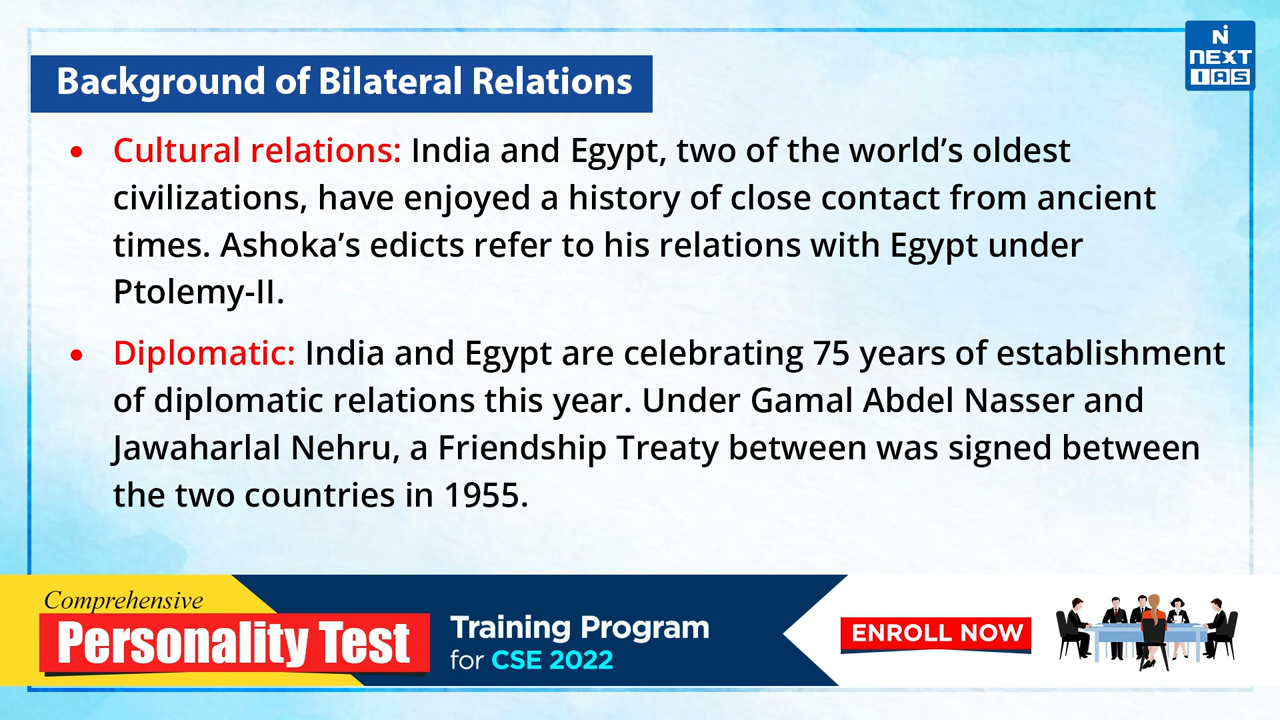 Background of Bilateral Relations
N
NEXT
IAS
• Cultural relations: India and Egypt, two of the world’s oldest
civilizations, have enjoyed a history of close contact from ancient
times. Ashoka’s edicts refer to his relations with Egypt under
Ptolemy-II.
• Diplomatic: India and Egypt are celebrating 75 years of establishment
of diplomatic relations this year. Under Gamal Abdel Nasser and
Jawaharlal Nehru, a Friendship Treaty between was signed between
the two countries in 1955.
Comprehensive
Personality Test
Training Program
for CSE 2022
ENROLL NOW